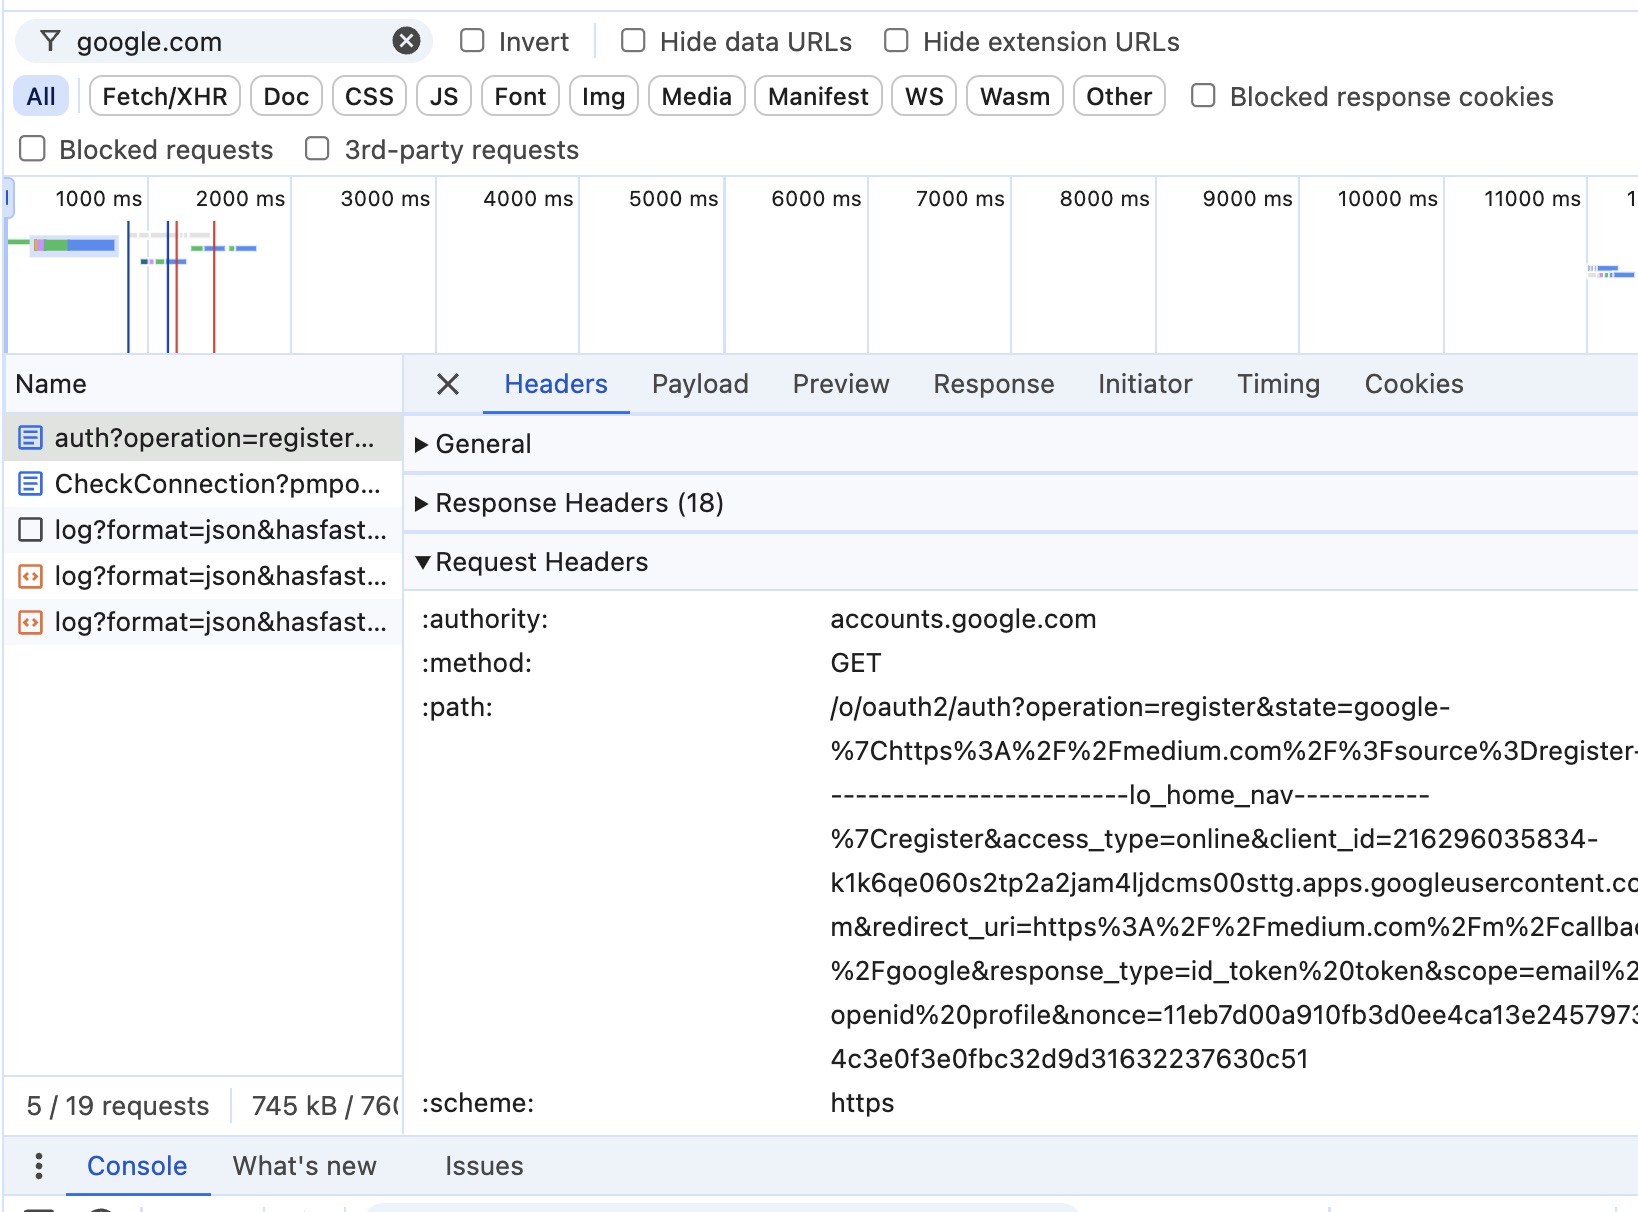 google.com Invert Hide data URLs Hide extension URLs
All Fetch/XHR Doc CSS JS Font Img Media Manifest WS Wasm Other Blocked response cookies
Blocked requests 3rd-party requests
1000 ms 2000 ms 3000 ms 4000 ms 5000 ms 6000 ms 7000 ms 8000 ms 9000 ms 10000 ms 11000 ms 1
Name
auth?operation=register...
CheckConnection?pmpo...
log?format=json&hasfast...
log?format=json&hasfast...
log?format=json&hasfast...
5 / 19 requests 745 kB / 760
Headers Payload Preview Response Initiator Timing Cookies
General
Response Headers (18)
Request Headers
:authority: accounts.google.com
:method: GET
:path: /o/oauth2/auth?operation=register&state=google-
%7Chttps%3A%2F%2Fmedium.com%2F%3Fsource%3Dregister-
------------------------lo_home_nav-----------
%7Cregister&access_type=online&client_id=216296035834-
k1k6qe060s2tp2a2jam4ljdcms00sttg.apps.googleusercontent.co
m&redirect_uri=https%3A%2F%2Fmedium.com%2Fm%2Fcallbac
%2Fgoogle&response_type=id_token%20token&scope=email%2
openid%20profile&nonce=11eb7d00a910fb3d0ee4ca13e2457973
4c3e0f3e0fbc32d9d31632237630c51
:scheme: https
Console What's new Issues